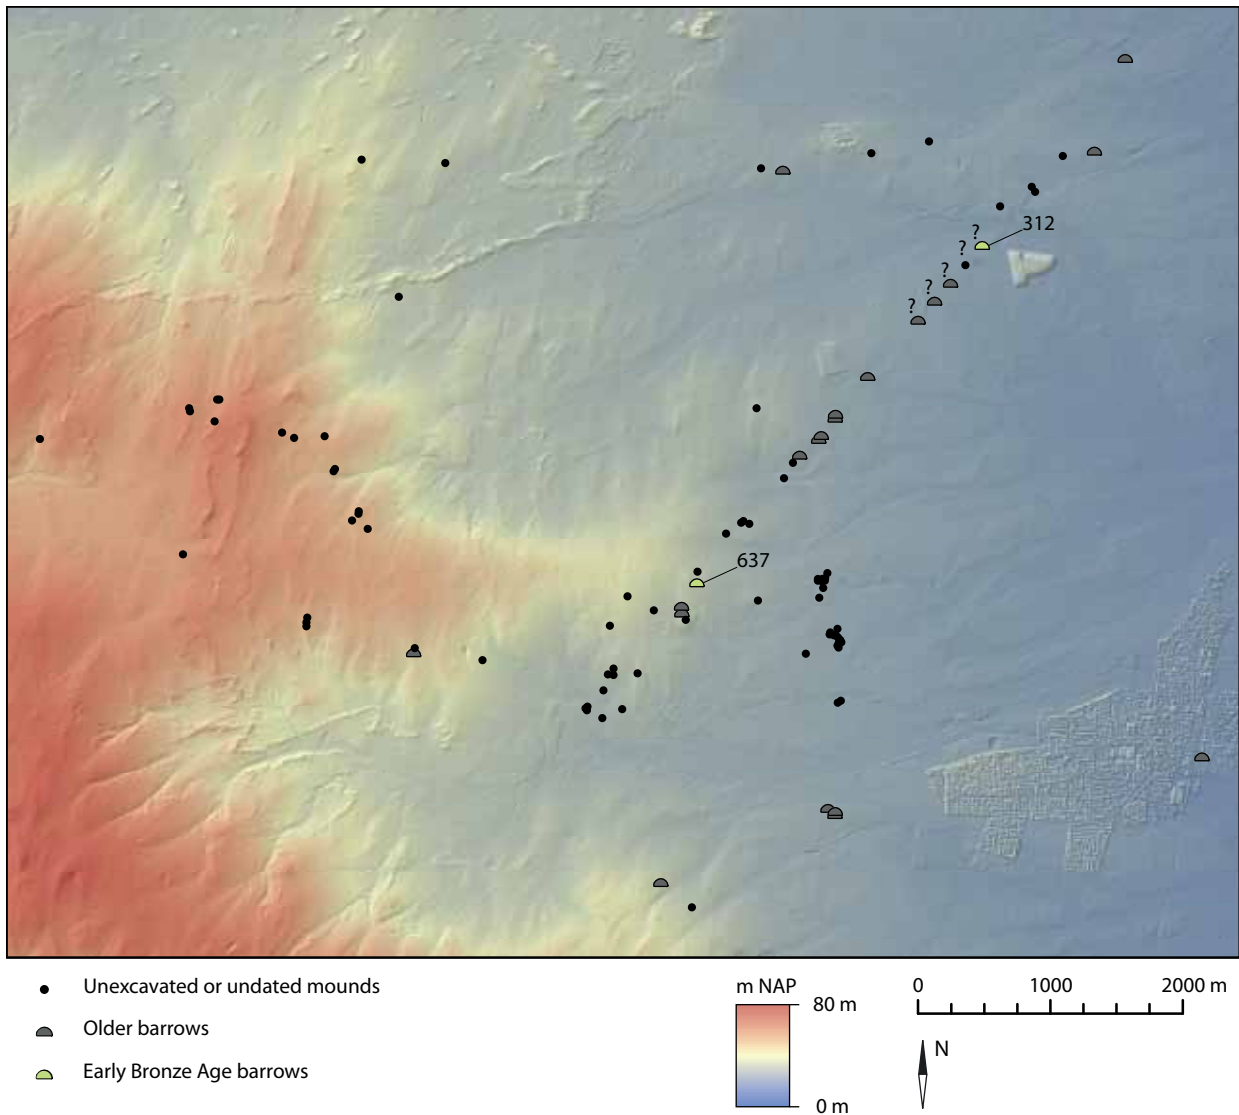 312
?
?
?
?
?
637
Unexcavated or undated mounds
Older barrows
Early Bronze Age barrows
m NAP
80 m
0 m
0 1000 2000 m
N